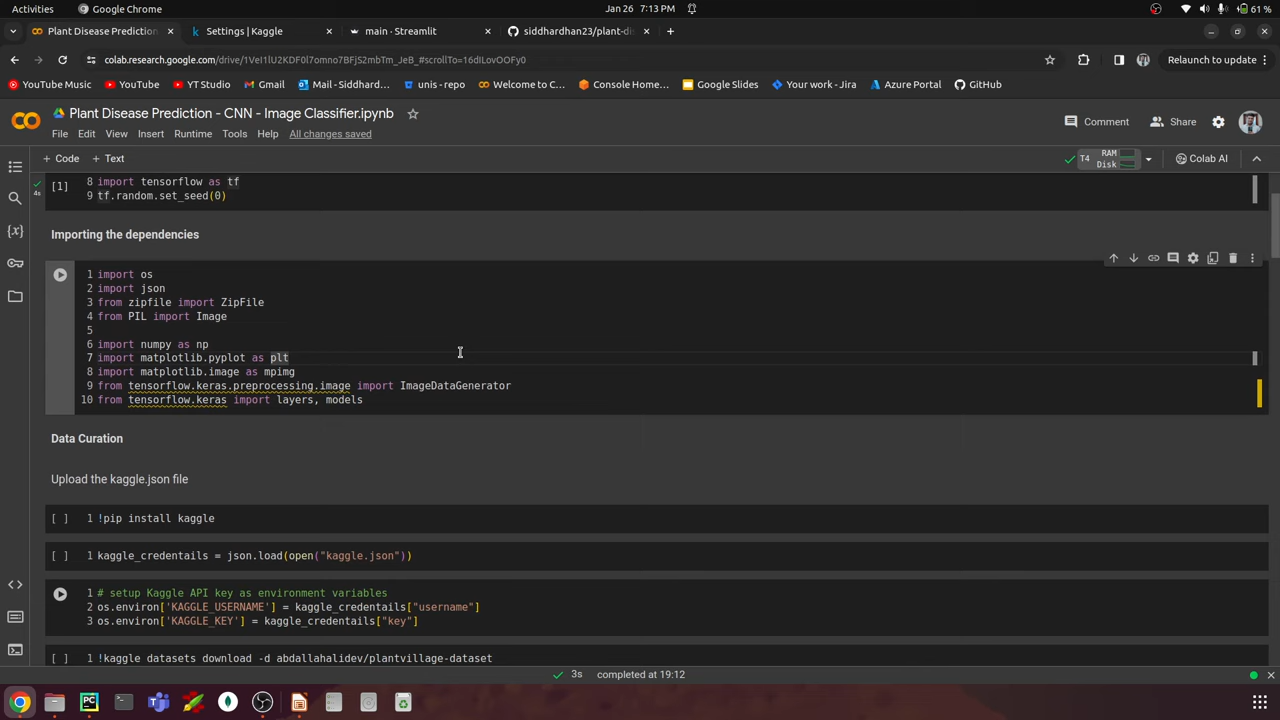 Activities
Google Chrome
Jan 26 7:13 PM
61 %
Plant Disease Prediction
Settings | Kaggle
main · Streamlit
siddhardhan23/plant-dis
colab.research.google.com/drive/1VeI1lU2KDF0l7omno7BFjS2mbTm_JeB_#scrollTo=16dILovOOFy0
Relaunch to update
YouTube Music
YouTube
YT Studio
Gmail
Mail - Siddhard...
unis - repo
Welcome to C...
Console Home...
Google Slides
Your work - Jira
Azure Portal
GitHub
Plant Disease Prediction - CNN - Image Classifier.ipynb
File Edit View Insert Runtime Tools Help All changes saved
Comment
Share
+ Code + Text
T4 RAM
Disk
Colab AI
[1]
4s
8 import tensorflow as tf
9 tf.random.set_seed(0)
Importing the dependencies
1 import os
2 import json
3 from zipfile import ZipFile
4 from PIL import Image
5
6 import numpy as np
7 import matplotlib.pyplot as plt
8 import matplotlib.image as mpimg
9 from tensorflow.keras.preprocessing.image import ImageDataGenerator
10 from tensorflow.keras import layers, models
Data Curation
Upload the kaggle.json file
[ ] 1 !pip install kaggle
[ ] 1 kaggle_credentails = json.load(open("kaggle.json"))
1 # setup Kaggle API key as environment variables
2 os.environ['KAGGLE_USERNAME'] = kaggle_credentails["username"]
3 os.environ['KAGGLE_KEY'] = kaggle_credentails["key"]
[ ] 1 !kaggle datasets download -d abdallahalidev/plantvillage-dataset
3s completed at 19:12